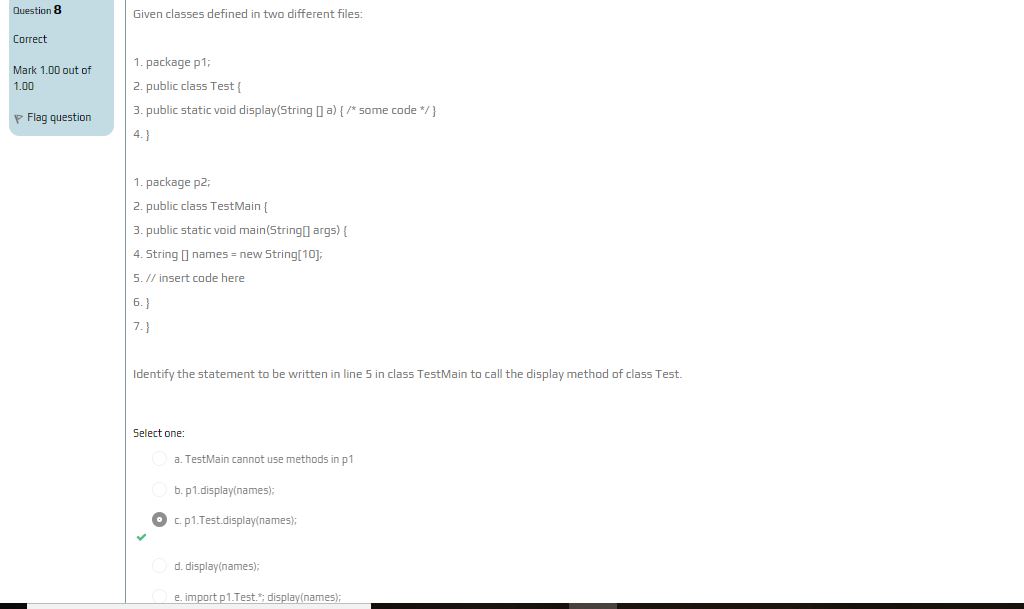 Question 8
Correct
Mark 1.00 out of
1.00
Flag question
Given classes defined in two different files:
1. package p1;
2. public class Test {
3. public static void display(String [] a) { /* some code */ }
4. }
1. package p2;
2. public class TestMain {
3. public static void main(String[] args) {
4. String [] names = new String[10];
5. // insert code here
6. }
7. }
Identify the statement to be written in line 5 in class TestMain to call the display method of class Test.
Select one:
a. TestMain cannot use methods in p1
b. p1.display(names);
c. p1.Test.display(names);
d. display(names);
e. import p1.Test.*; display(names);